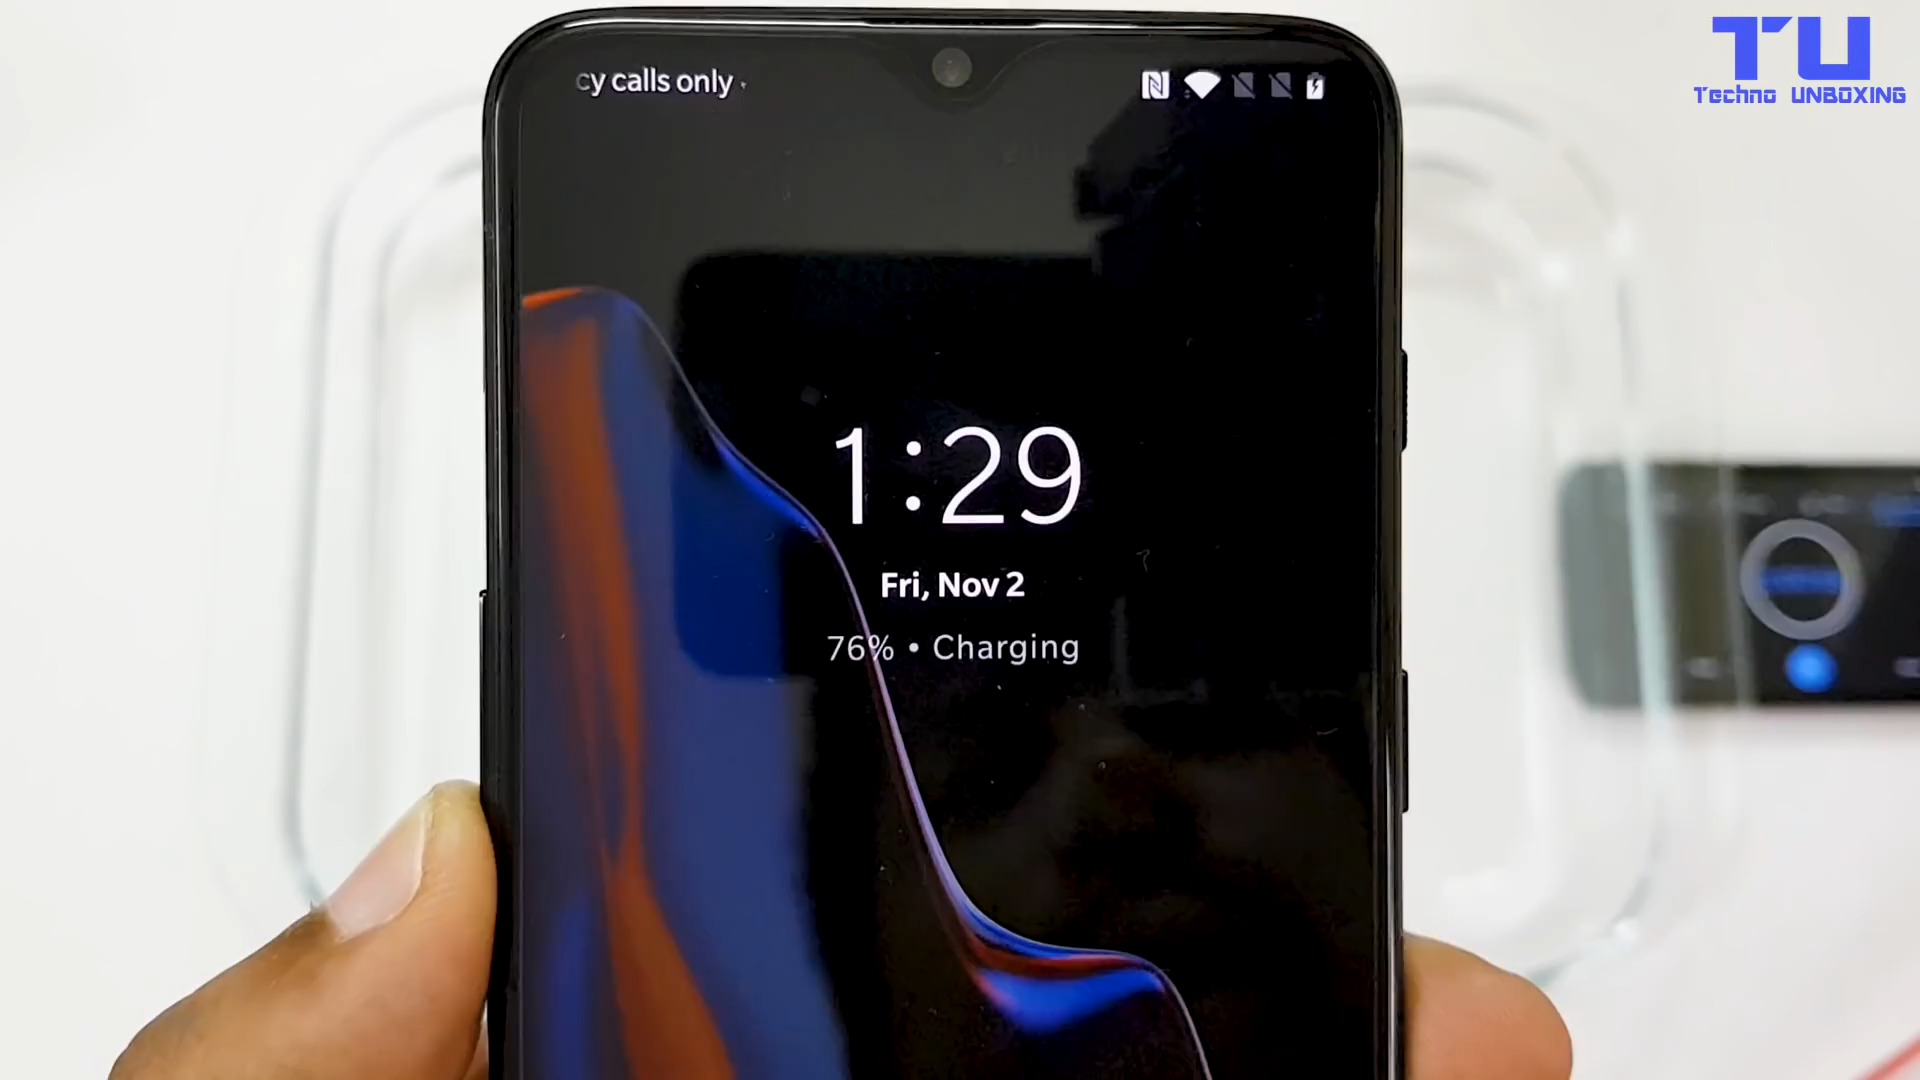 cy calls only
TU
Techno UNBOXING
1:29
Fri, Nov 2
76% • Charging